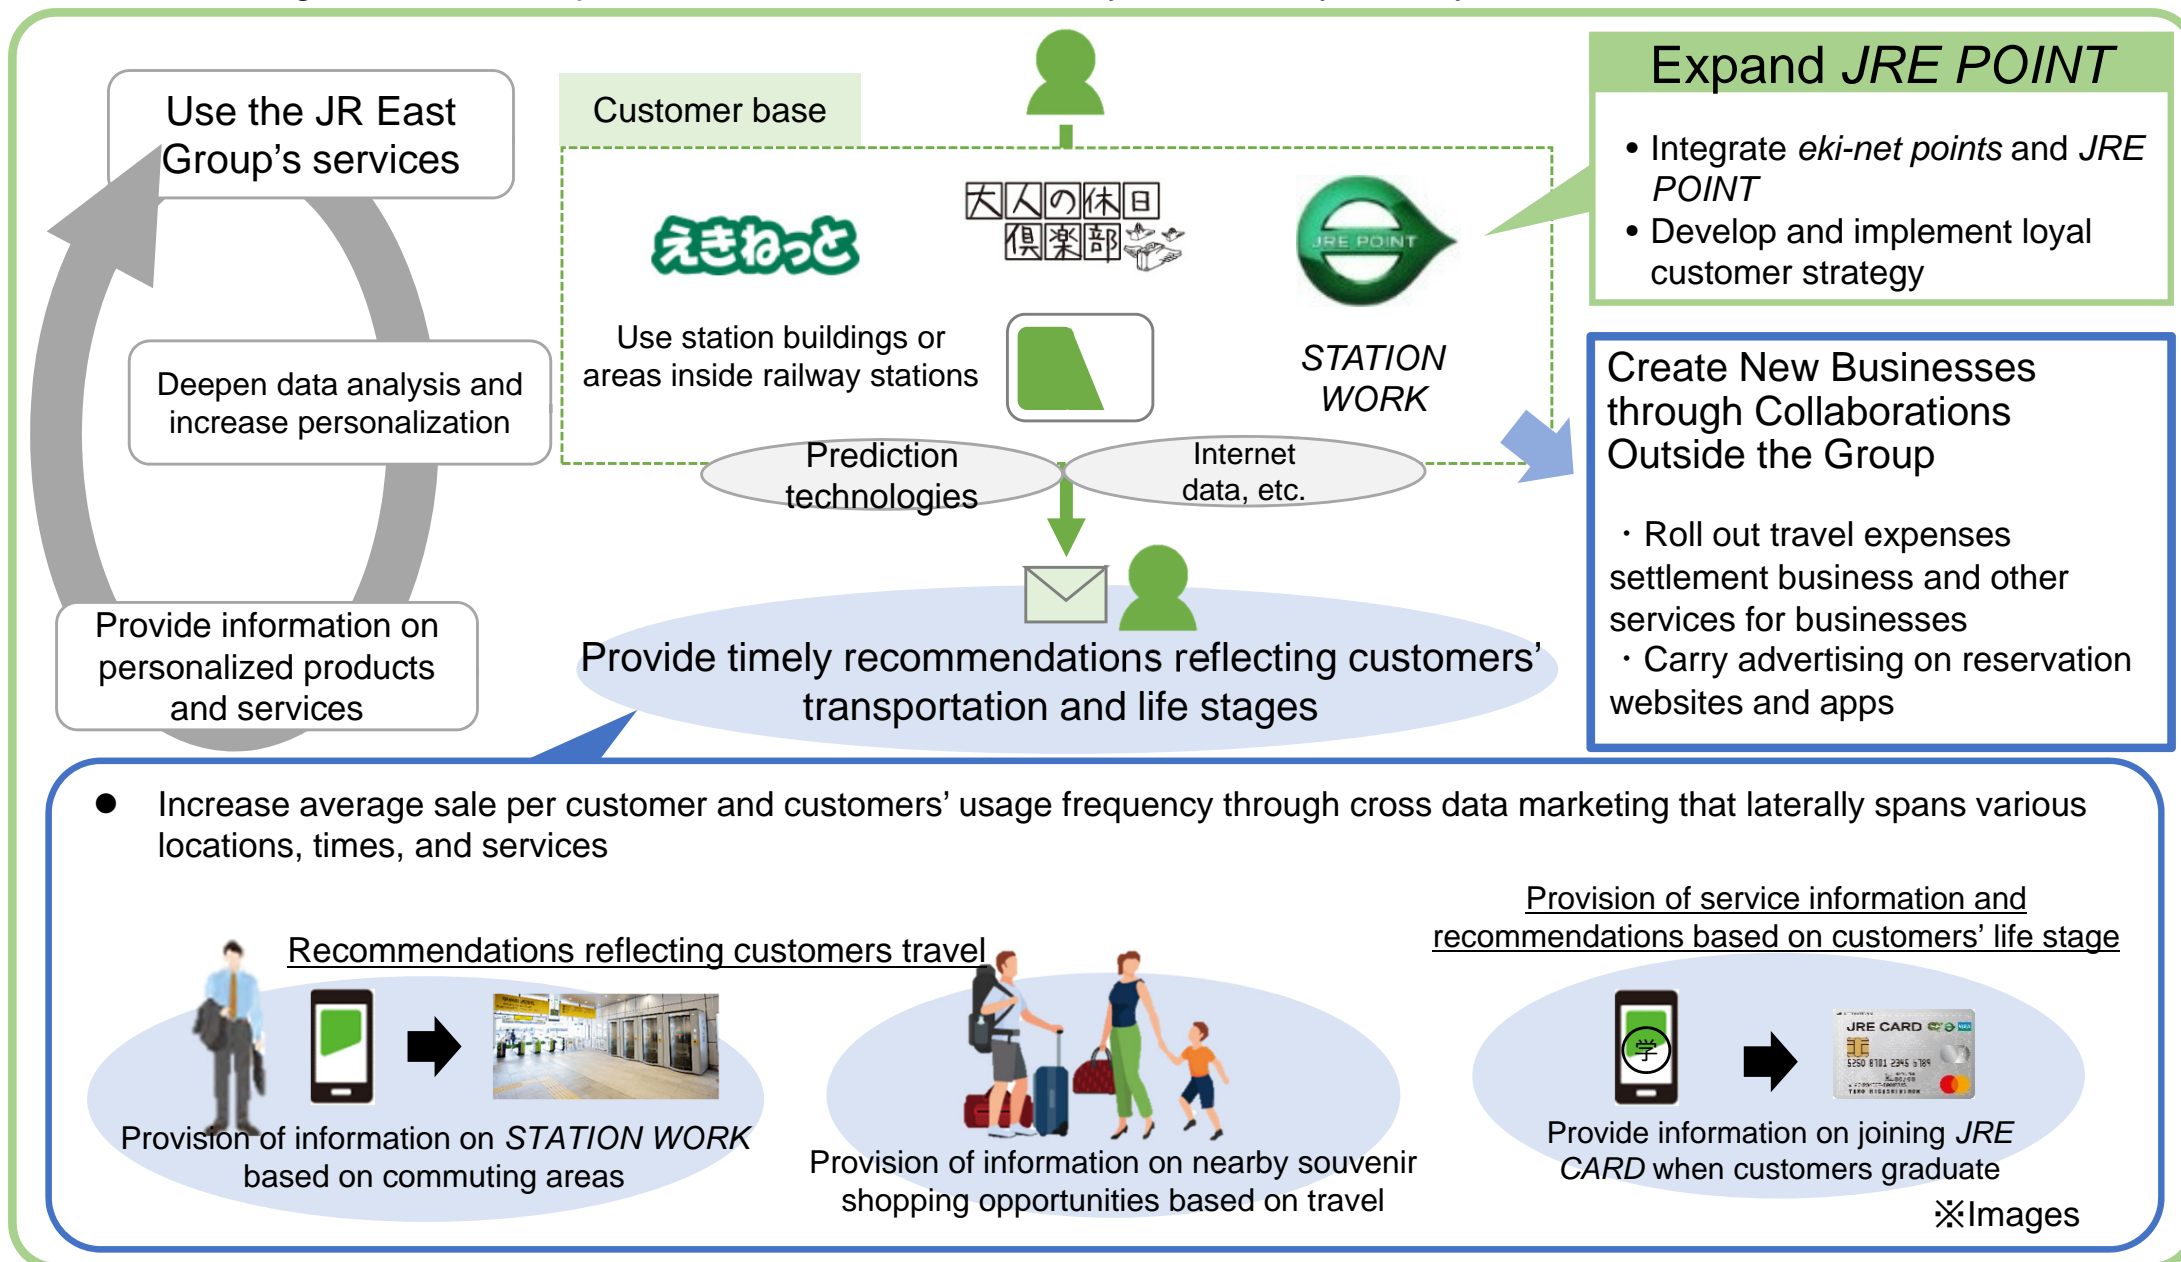 Use the JR East
Group's services
Deepen data analysis and
increase personalization
Provide information on
personalized products
and services
Customer base
えきねっと
大人の休日
倶楽部
JRE POINT
Use station buildings or
areas inside railway stations
STATION
WORK
Prediction
technologies
Internet
data, etc.
Provide timely recommendations reflecting customers'
transportation and life stages
Expand JRE POINT
• Integrate eki-net points and JRE
POINT
• Develop and implement loyal
customer strategy
Create New Businesses
through Collaborations
Outside the Group
・Roll out travel expenses
settlement business and other
services for businesses
・Carry advertising on reservation
websites and apps
● Increase average sale per customer and customers' usage frequency through cross data marketing that laterally spans various
locations, times, and services
Recommendations reflecting customers travel
Provision of information on STATION WORK
based on commuting areas
Provision of information on nearby souvenir
shopping opportunities based on travel
Provision of service information and
recommendations based on customers' life stage
学
JRE CARD
Provide information on joining JRE
CARD when customers graduate
※Images